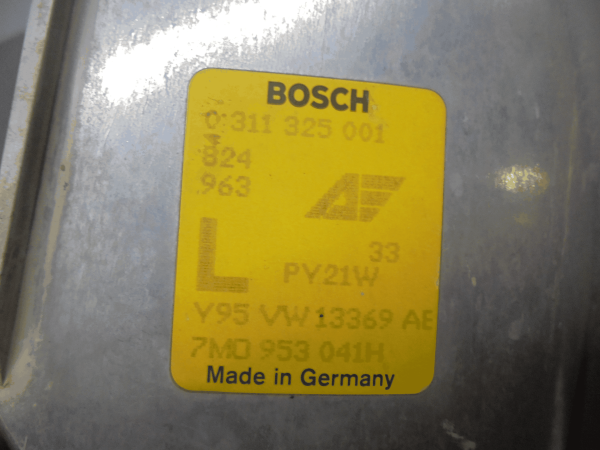 BOSCH
0 311 325 001
824
963
AF
L
33
PY21W
Y95 VW 13369 AE
7M0 953 041H
Made in Germany